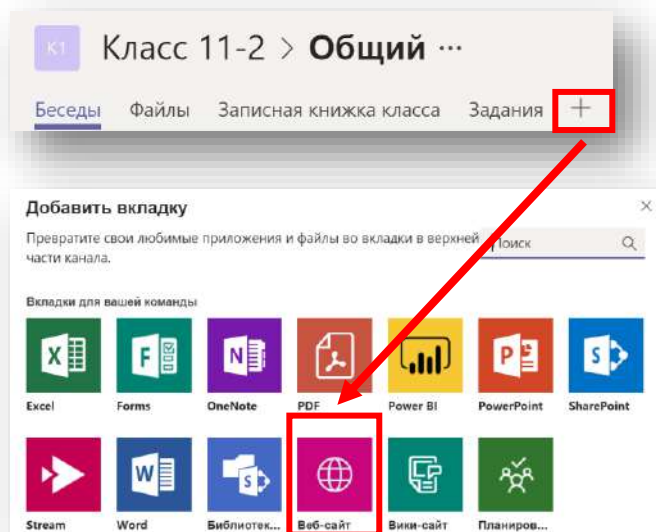 К1 Класс 11-2 > Общий ...
Беседы Файлы Записная книжка класса Задания +
Добавить вкладку
Превратите свои любимые приложения и файлы во вкладки в верхней
части канала.
Поиск
Вкладки для вашей команды
Excel Forms OneNote PDF Power BI PowerPoint SharePoint
Stream Word Библиотек... Веб-сайт Вики-сайт Планиров...